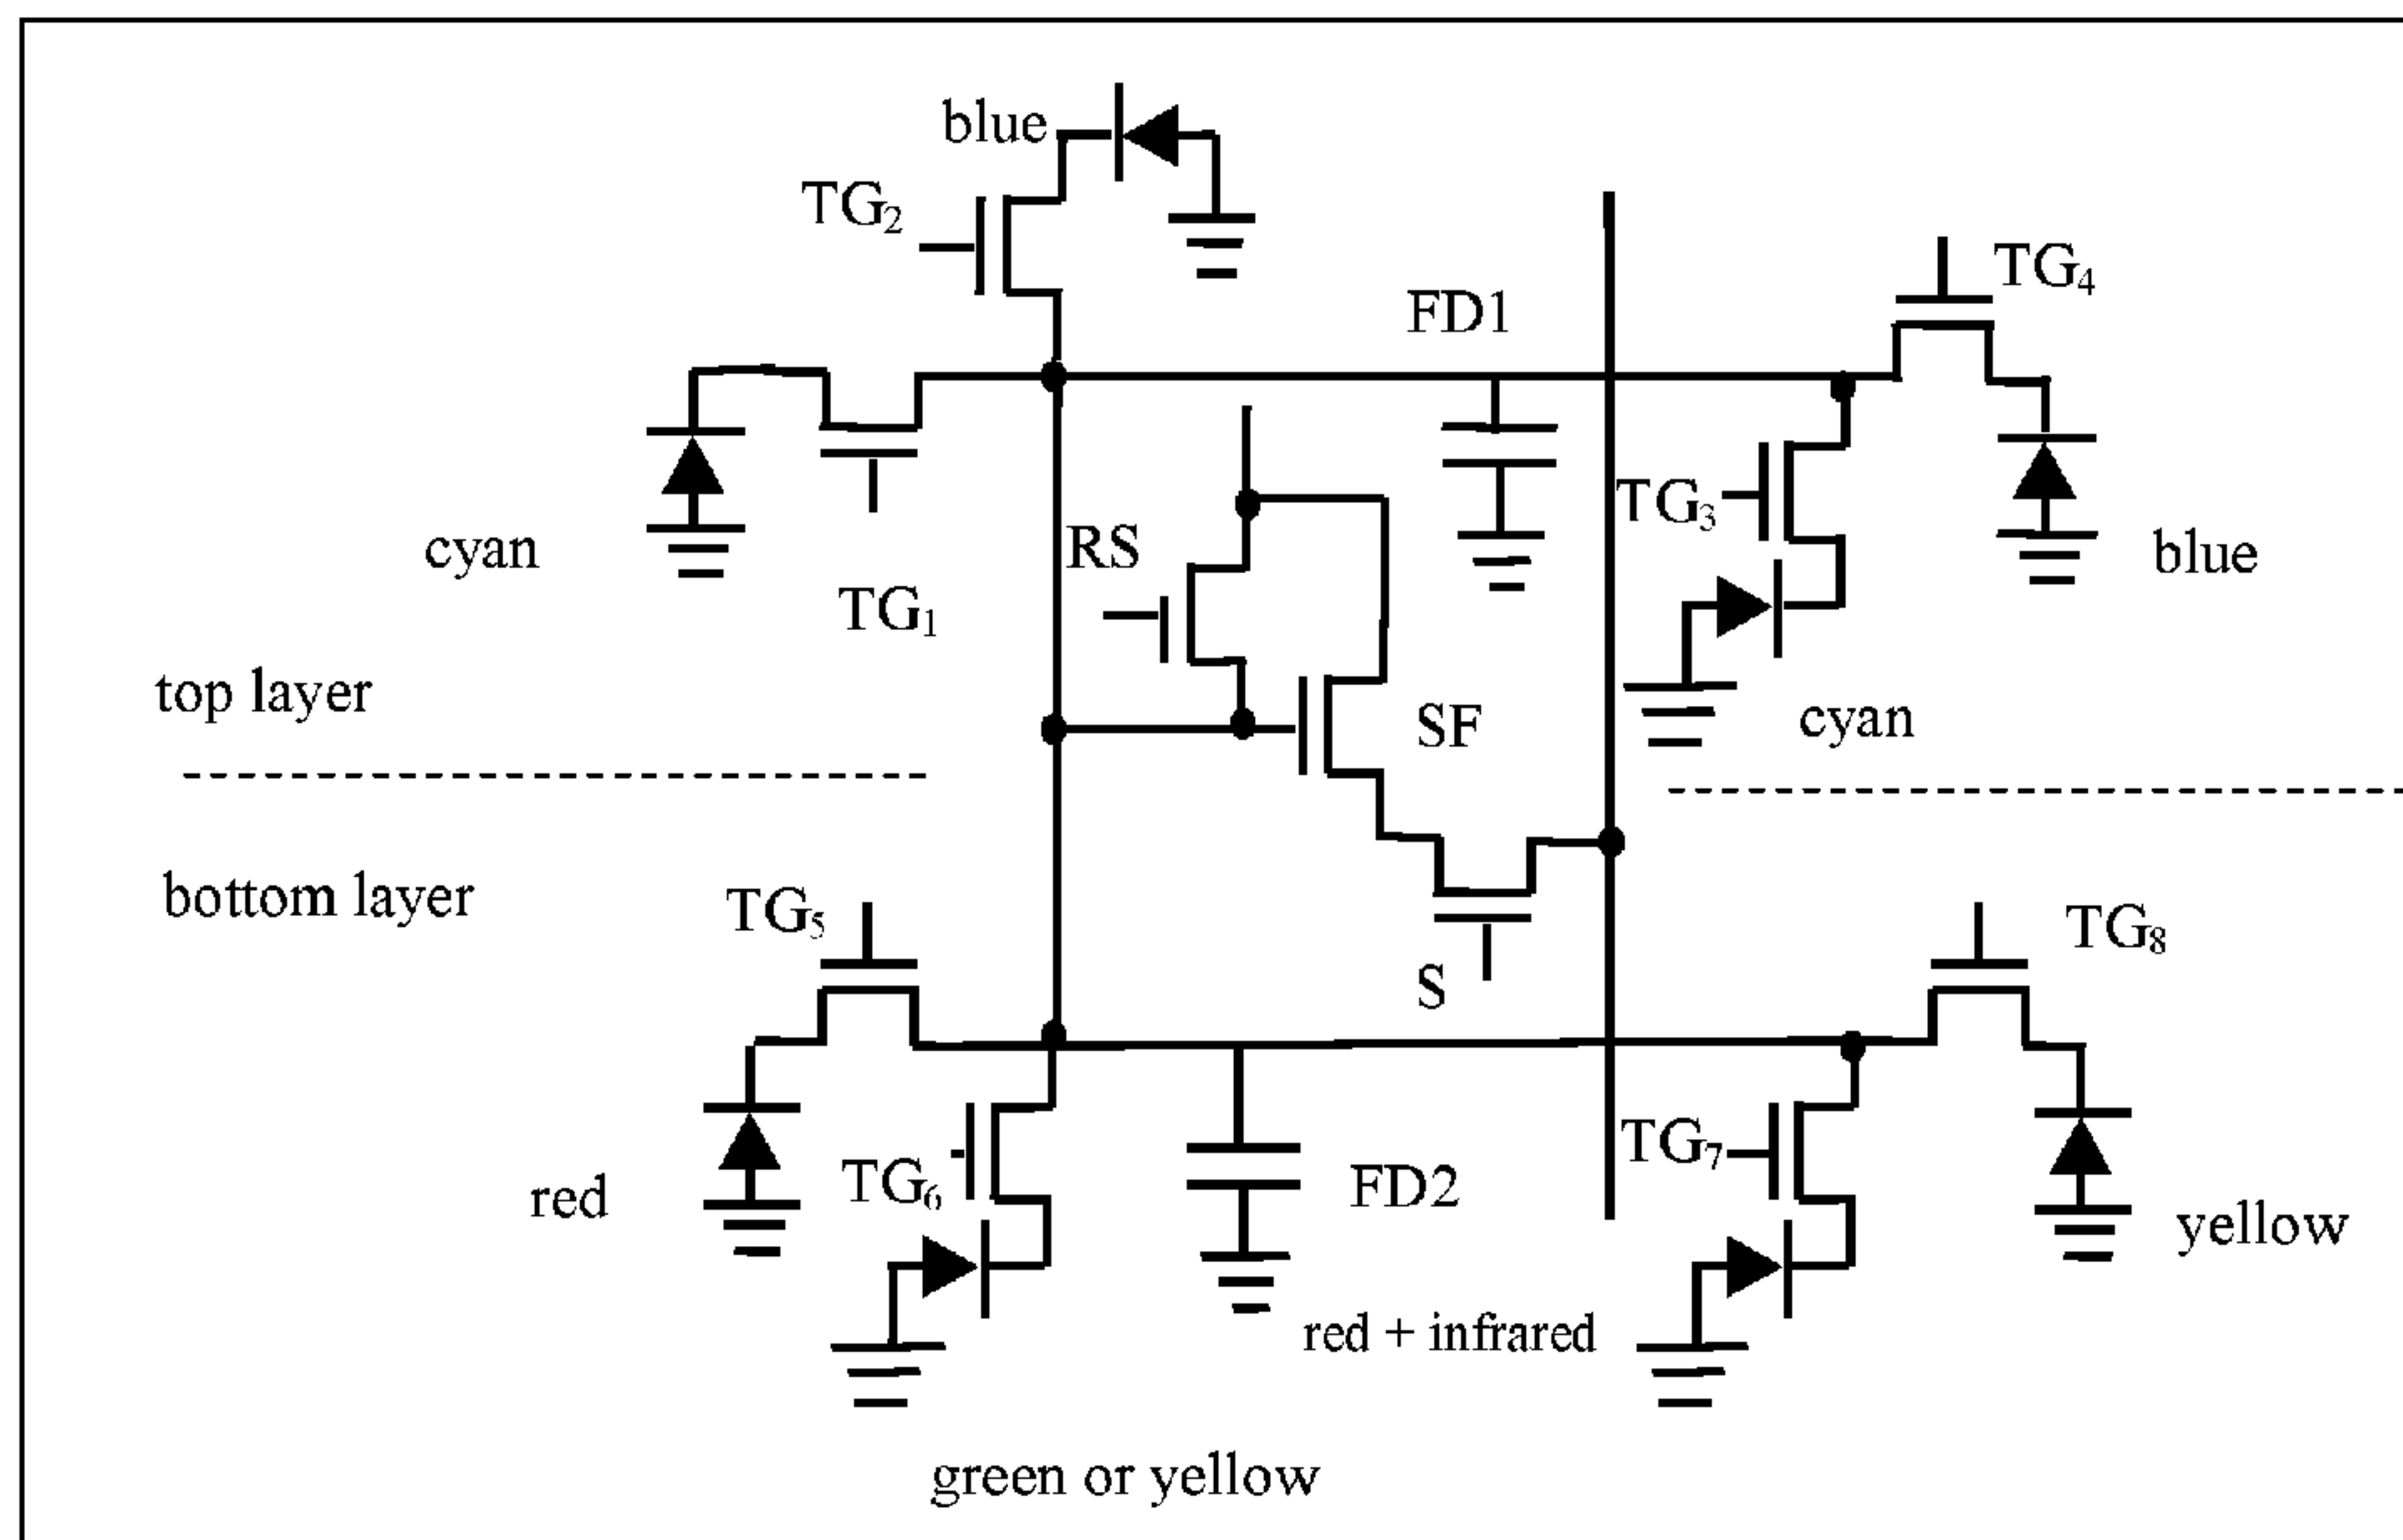 blue
TG₂
TG₄
FD1
TG₃
RS
cyan
blue
TG₁
top layer
SF
cyan
bottom layer
TG₅
TG₈
S
TG₆
TG₇
FD2
red
yellow
red + infrared
green or yellow